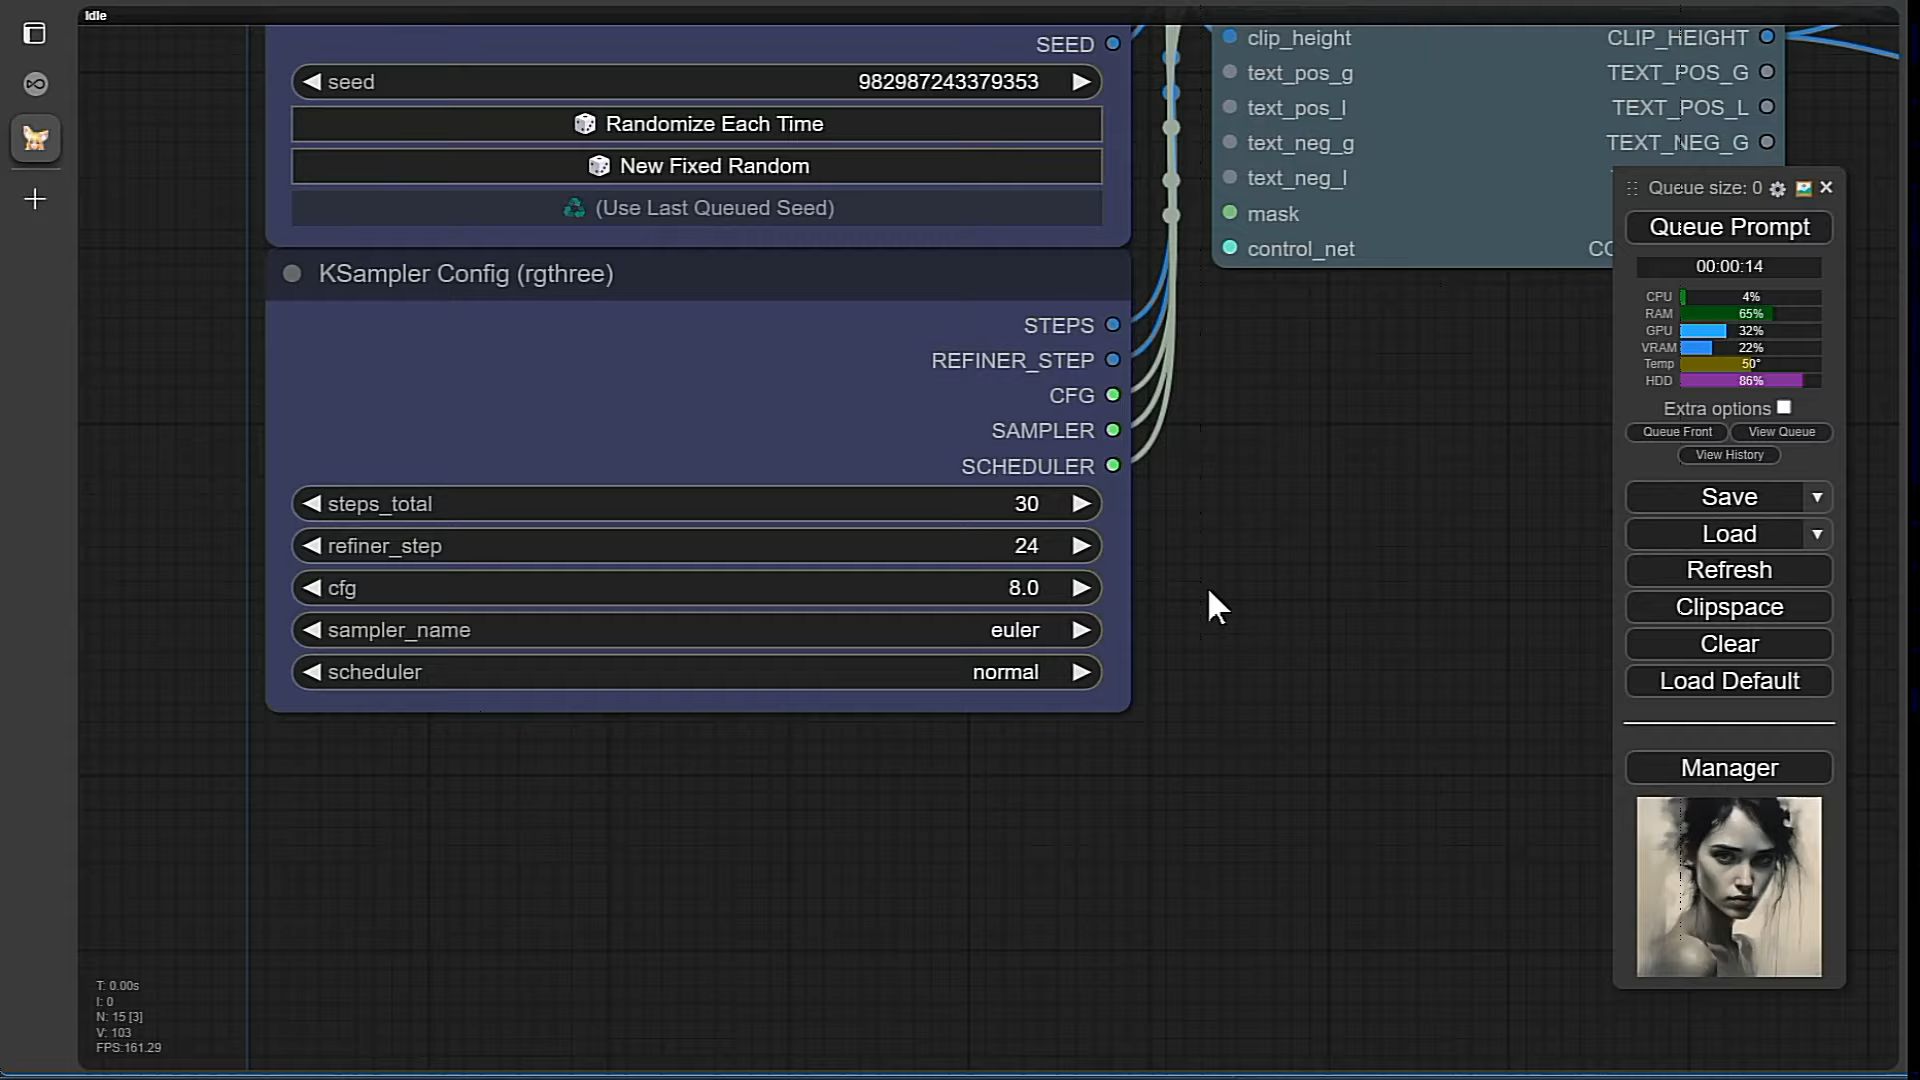 Idle
SEED
seed 982987243379353
Randomize Each Time
New Fixed Random
(Use Last Queued Seed)
KSampler Config (rgthree)
STEPS
REFINER_STEP
CFG
SAMPLER
SCHEDULER
steps_total 30
refiner_step 24
cfg 8.0
sampler_name euler
scheduler normal
clip_height CLIP_HEIGHT
text_pos_g TEXT_POS_G
text_pos_l TEXT_POS_L
text_neg_g TEXT_NEG_G
text_neg_l
mask
control_net CO
Queue size: 0
Queue Prompt
00:00:14
CPU 4%
RAM 65%
GPU 32%
VRAM 22%
Temp 50°
HDD 86%
Extra options
Queue Front View Queue
View History
Save
Load
Refresh
Clipspace
Clear
Load Default
Manager
T: 0.00s
I: 0
N: 15 [3]
V: 103
FPS:161.29